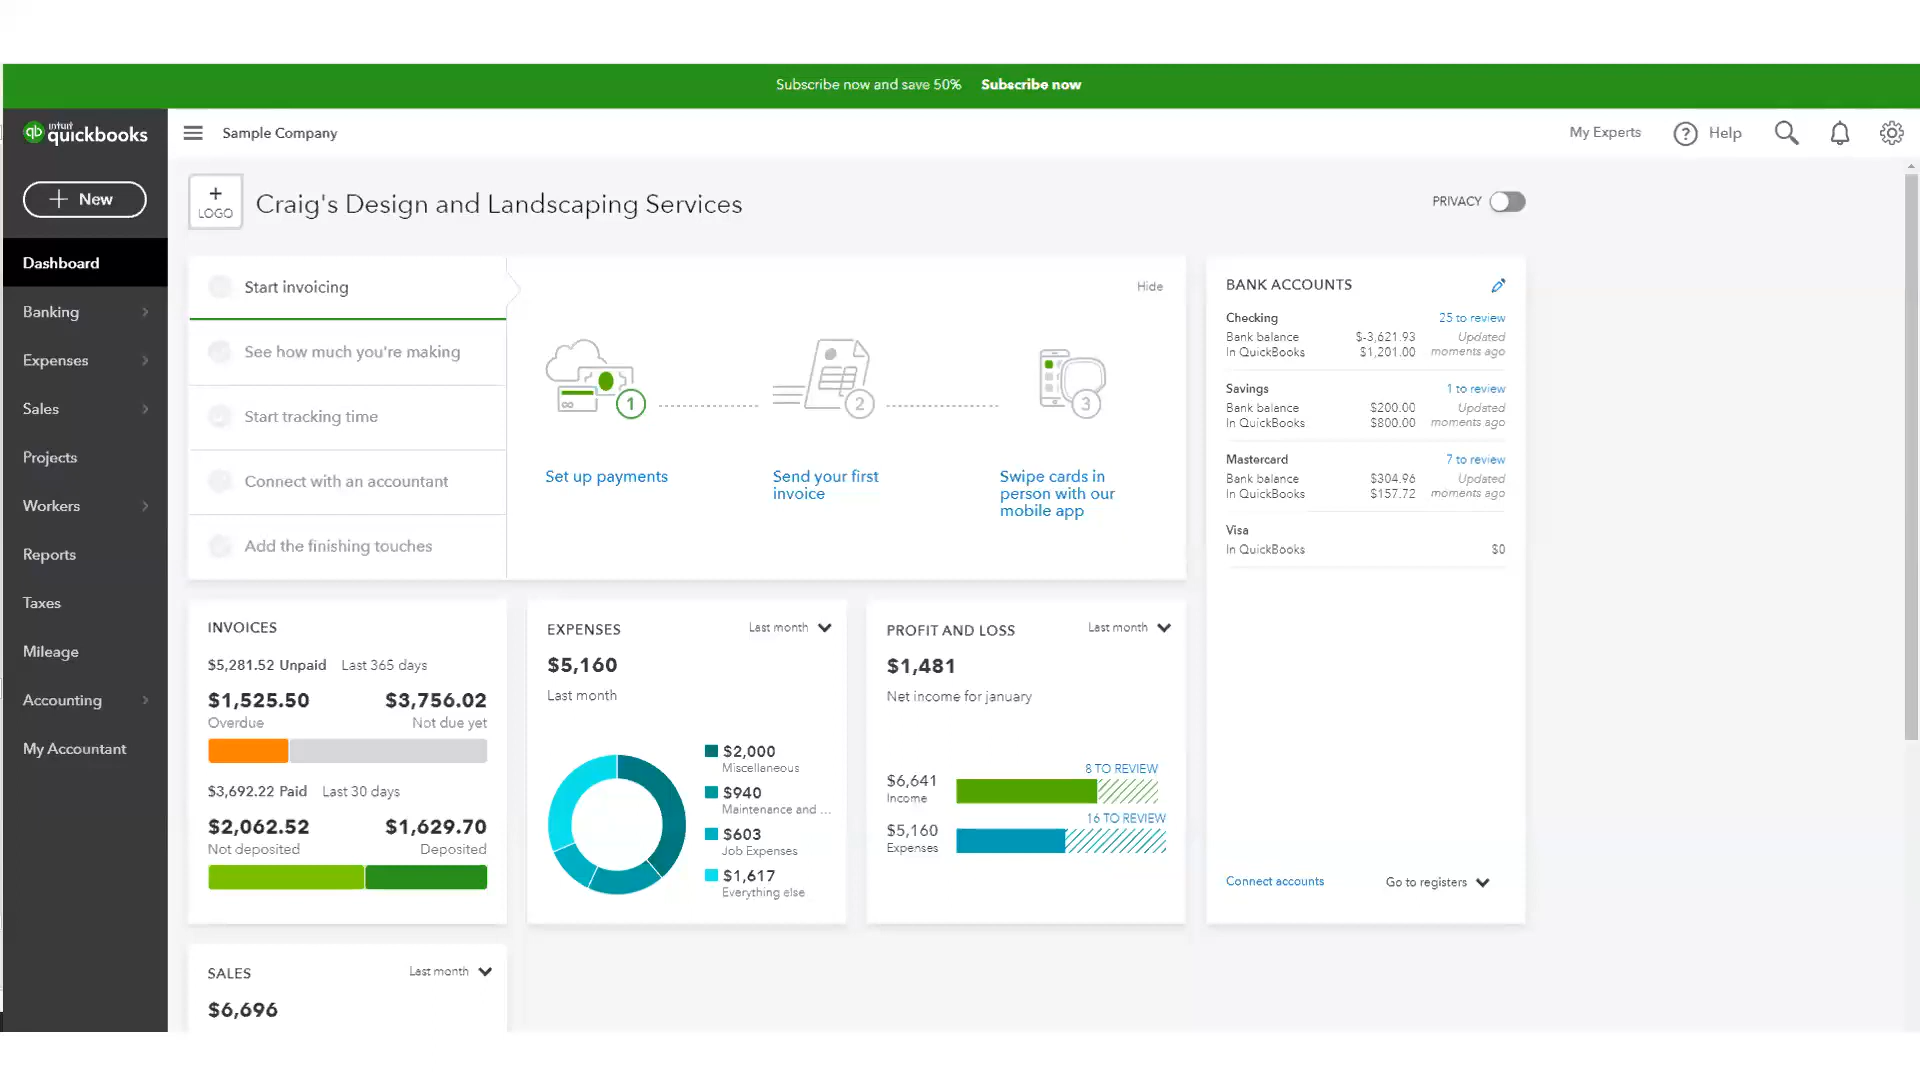 Subscribe now and save 50% Subscribe now
intuit
qb quickbooks
Sample Company
My Experts
? Help
+ New
+
LOGO
Craig's Design and Landscaping Services
PRIVACY
Dashboard
Banking
Expenses
Sales
Projects
Workers
Reports
Taxes
Mileage
Accounting
My Accountant
Start invoicing
See how much you're making
Start tracking time
Connect with an accountant
Add the finishing touches
Hide
1
2
3
Set up payments
Send your first
invoice
Swipe cards in
person with our
mobile app
BANK ACCOUNTS
Checking 25 to review
Bank balance $-3,621.93 Updated
In QuickBooks $1,201.00 moments ago
Savings 1 to review
Bank balance $200.00 Updated
In QuickBooks $800.00 moments ago
Mastercard 7 to review
Bank balance $304.96 Updated
In QuickBooks $157.72 moments ago
Visa
In QuickBooks $0
Connect accounts Go to registers
INVOICES
$5,281.52 Unpaid Last 365 days
$1,525.50 $3,756.02
Overdue Not due yet
$3,692.22 Paid Last 30 days
$2,062.52 $1,629.70
Not deposited Deposited
EXPENSES Last month
$5,160
Last month
$2,000
Miscellaneous
$940
Maintenance and ...
$603
Job Expenses
$1,617
Everything else
PROFIT AND LOSS Last month
$1,481
Net income for january
8 TO REVIEW
$6,641
Income
16 TO REVIEW
$5,160
Expenses
SALES Last month
$6,696